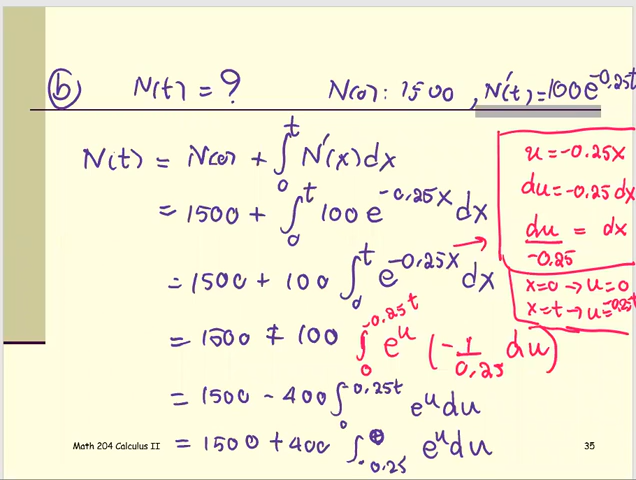 (b) N(t) = ? N(0): 1500 , N'(t)=100e^-0.25t
N(t) = N(0) + ∫_0^t N'(x)dx
= 1500 + ∫_0^t 100 e^-0.25x dx
= 1500 + 100 ∫_0^t e^-0.25x dx →
= 1500 + 100 ∫_0^-0.25t e^u (-1/0.25 du)
= 1500 - 400 ∫_0^-0.25t e^u du
= 1500 + 400 ∫_-0.25^0 e^u du
u = -0.25x
du = -0.25 dx
du/-0.25 = dx
x=0 → u=0
x=t → u=-0.25t
Math 204 Calculus II
35